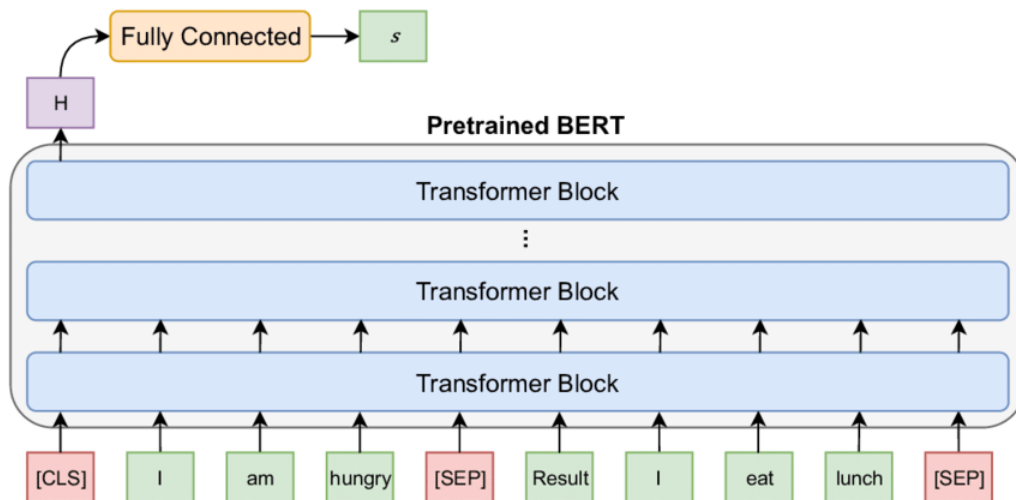 Fully Connected
s
H
Pretrained BERT
Transformer Block
⋮
Transformer Block
Transformer Block
[CLS] I am hungry [SEP] Result I eat lunch [SEP]